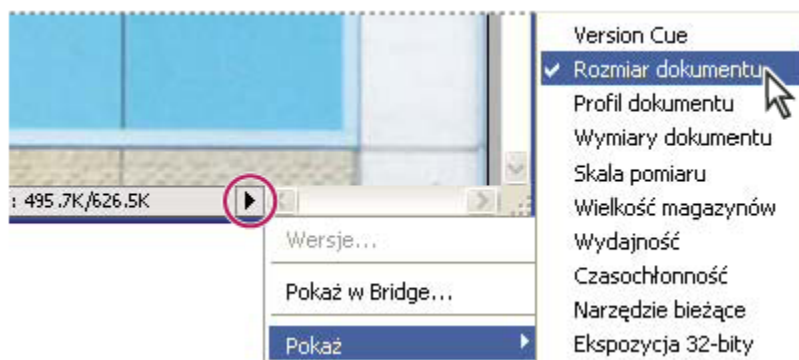 Version Cue
Rozmiar dokumentu
Profil dokumentu
Wymiary dokumentu
Skala pomiaru
Wielkość magazynów
Wydajność
Czasochłonność
Narzędzie bieżące
Ekspozycja 32-bity
: 495.7K/626.5K
Wersje...
Pokaż w Bridge...
Pokaż